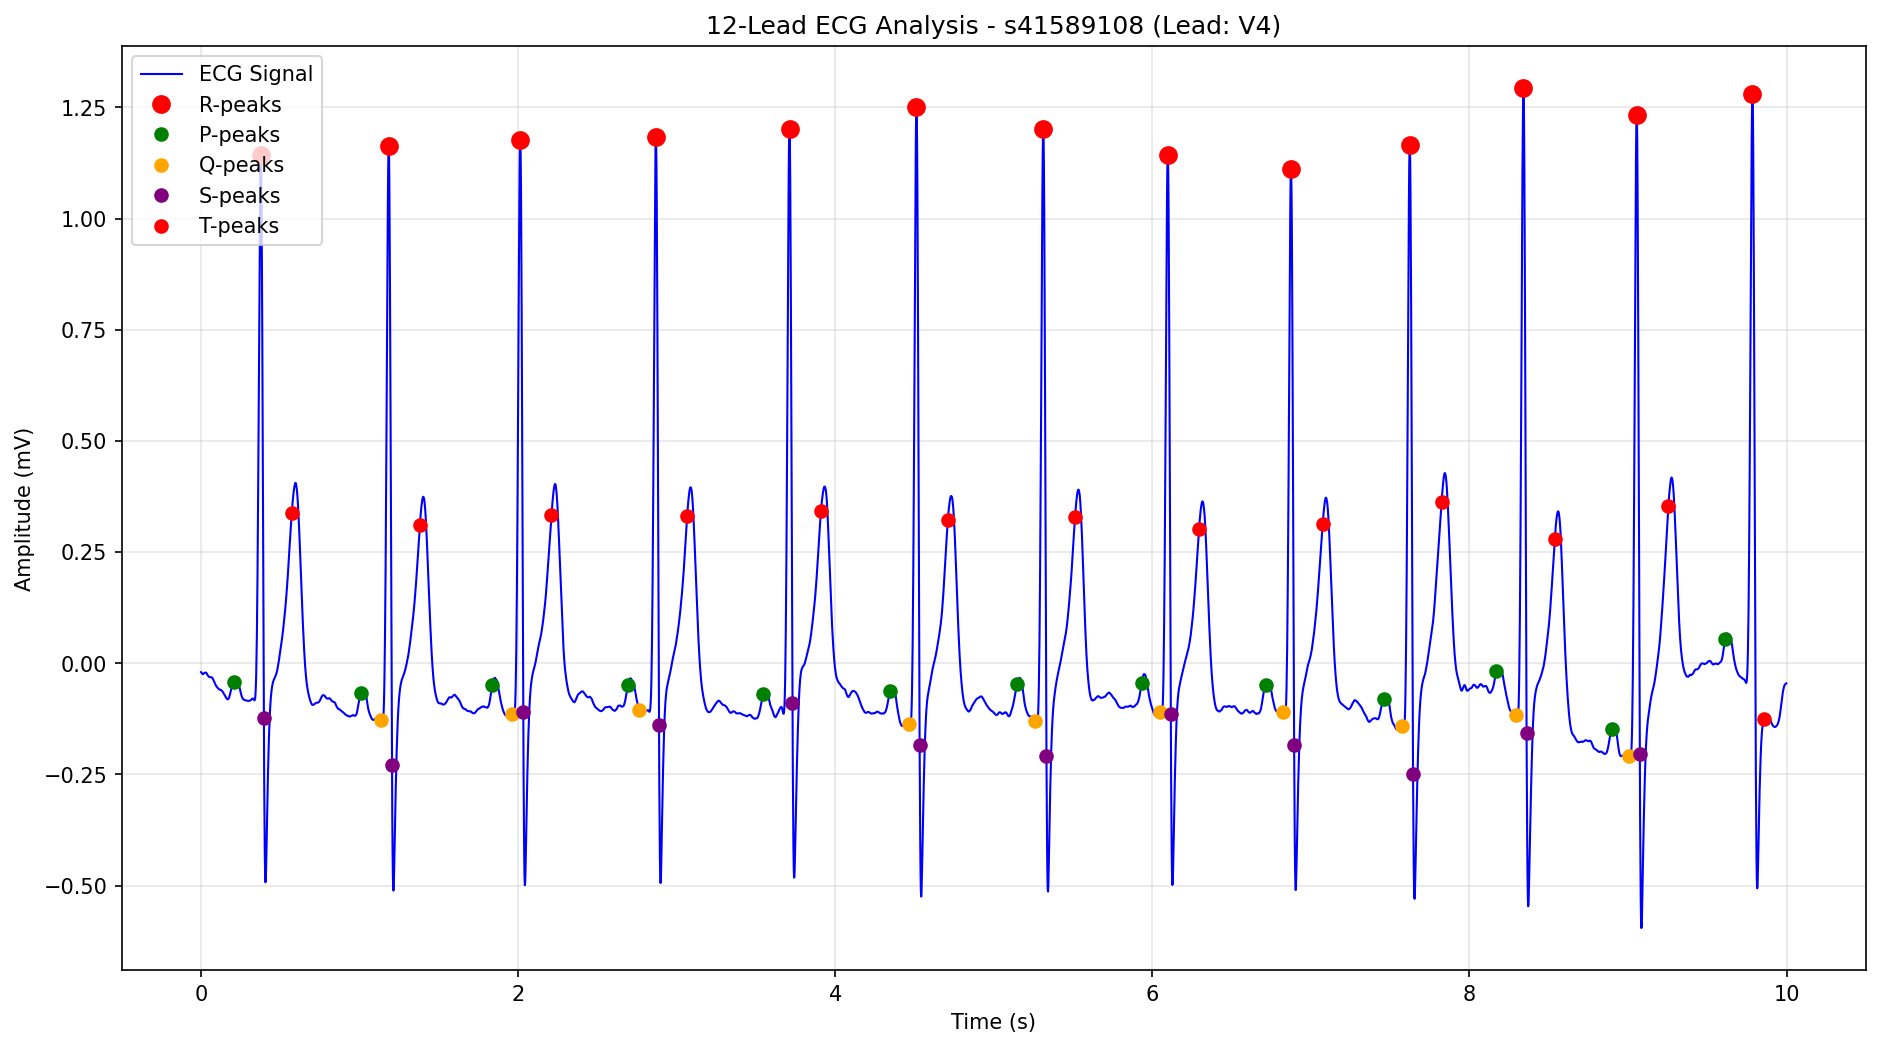 12-Lead ECG Analysis - s41589108 (Lead: V4)
ECG Signal
R-peaks
P-peaks
Q-peaks
S-peaks
T-peaks
Amplitude (mV)
1.25
1.00
0.75
0.50
0.25
0.00
−0.25
−0.50
0 2 4 6 8 10
Time (s)